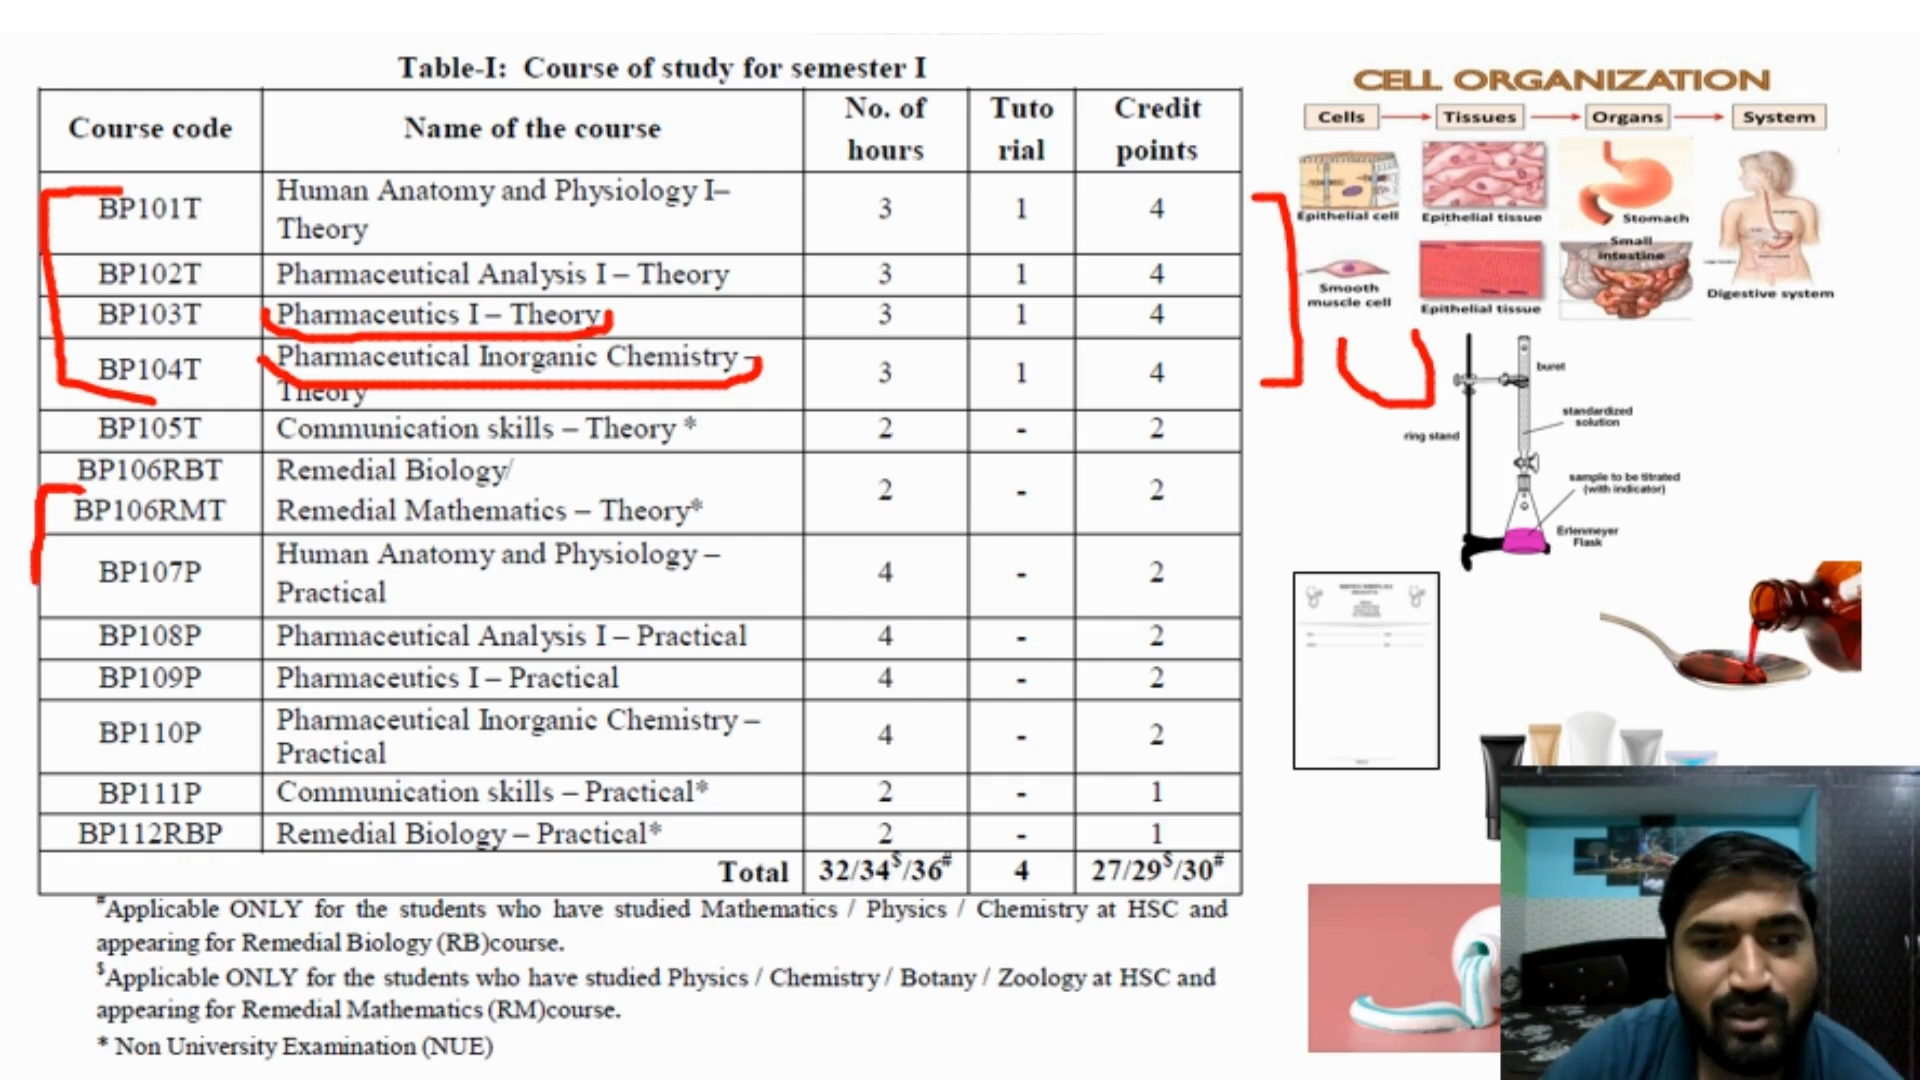 Table-I: Course of study for semester I
Course code
Name of the course
No. of
hours
Tuto
rial
Credit
points
BP101T
Human Anatomy and Physiology I–
Theory
3
1
4
BP102T
Pharmaceutical Analysis I – Theory
3
1
4
BP103T
Pharmaceutics I – Theory
3
1
4
BP104T
Pharmaceutical Inorganic Chemistry –
Theory
3
1
4
BP105T
Communication skills – Theory *
2
-
2
BP106RBT
BP106RMT
Remedial Biology/
Remedial Mathematics – Theory*
2
-
2
BP107P
Human Anatomy and Physiology –
Practical
4
-
2
BP108P
Pharmaceutical Analysis I – Practical
4
-
2
BP109P
Pharmaceutics I – Practical
4
-
2
BP110P
Pharmaceutical Inorganic Chemistry –
Practical
4
-
2
BP111P
Communication skills – Practical*
2
-
1
BP112RBP
Remedial Biology – Practical*
2
-
1
Total
32/34$/36#
4
27/29$/30#
#Applicable ONLY for the students who have studied Mathematics / Physics / Chemistry at HSC and
appearing for Remedial Biology (RB)course.
$Applicable ONLY for the students who have studied Physics / Chemistry / Botany / Zoology at HSC and
appearing for Remedial Mathematics (RM)course.
* Non University Examination (NUE)
CELL ORGANIZATION
Cells
Tissues
Organs
System
Epithelial cell
Epithelial tissue
Stomach
Small
intestine
Smooth
muscle cell
Epithelial tissue
Digestive system
buret
standardized
solution
ring stand
sample to be titrated
(with indicator)
Erlenmeyer
Flask